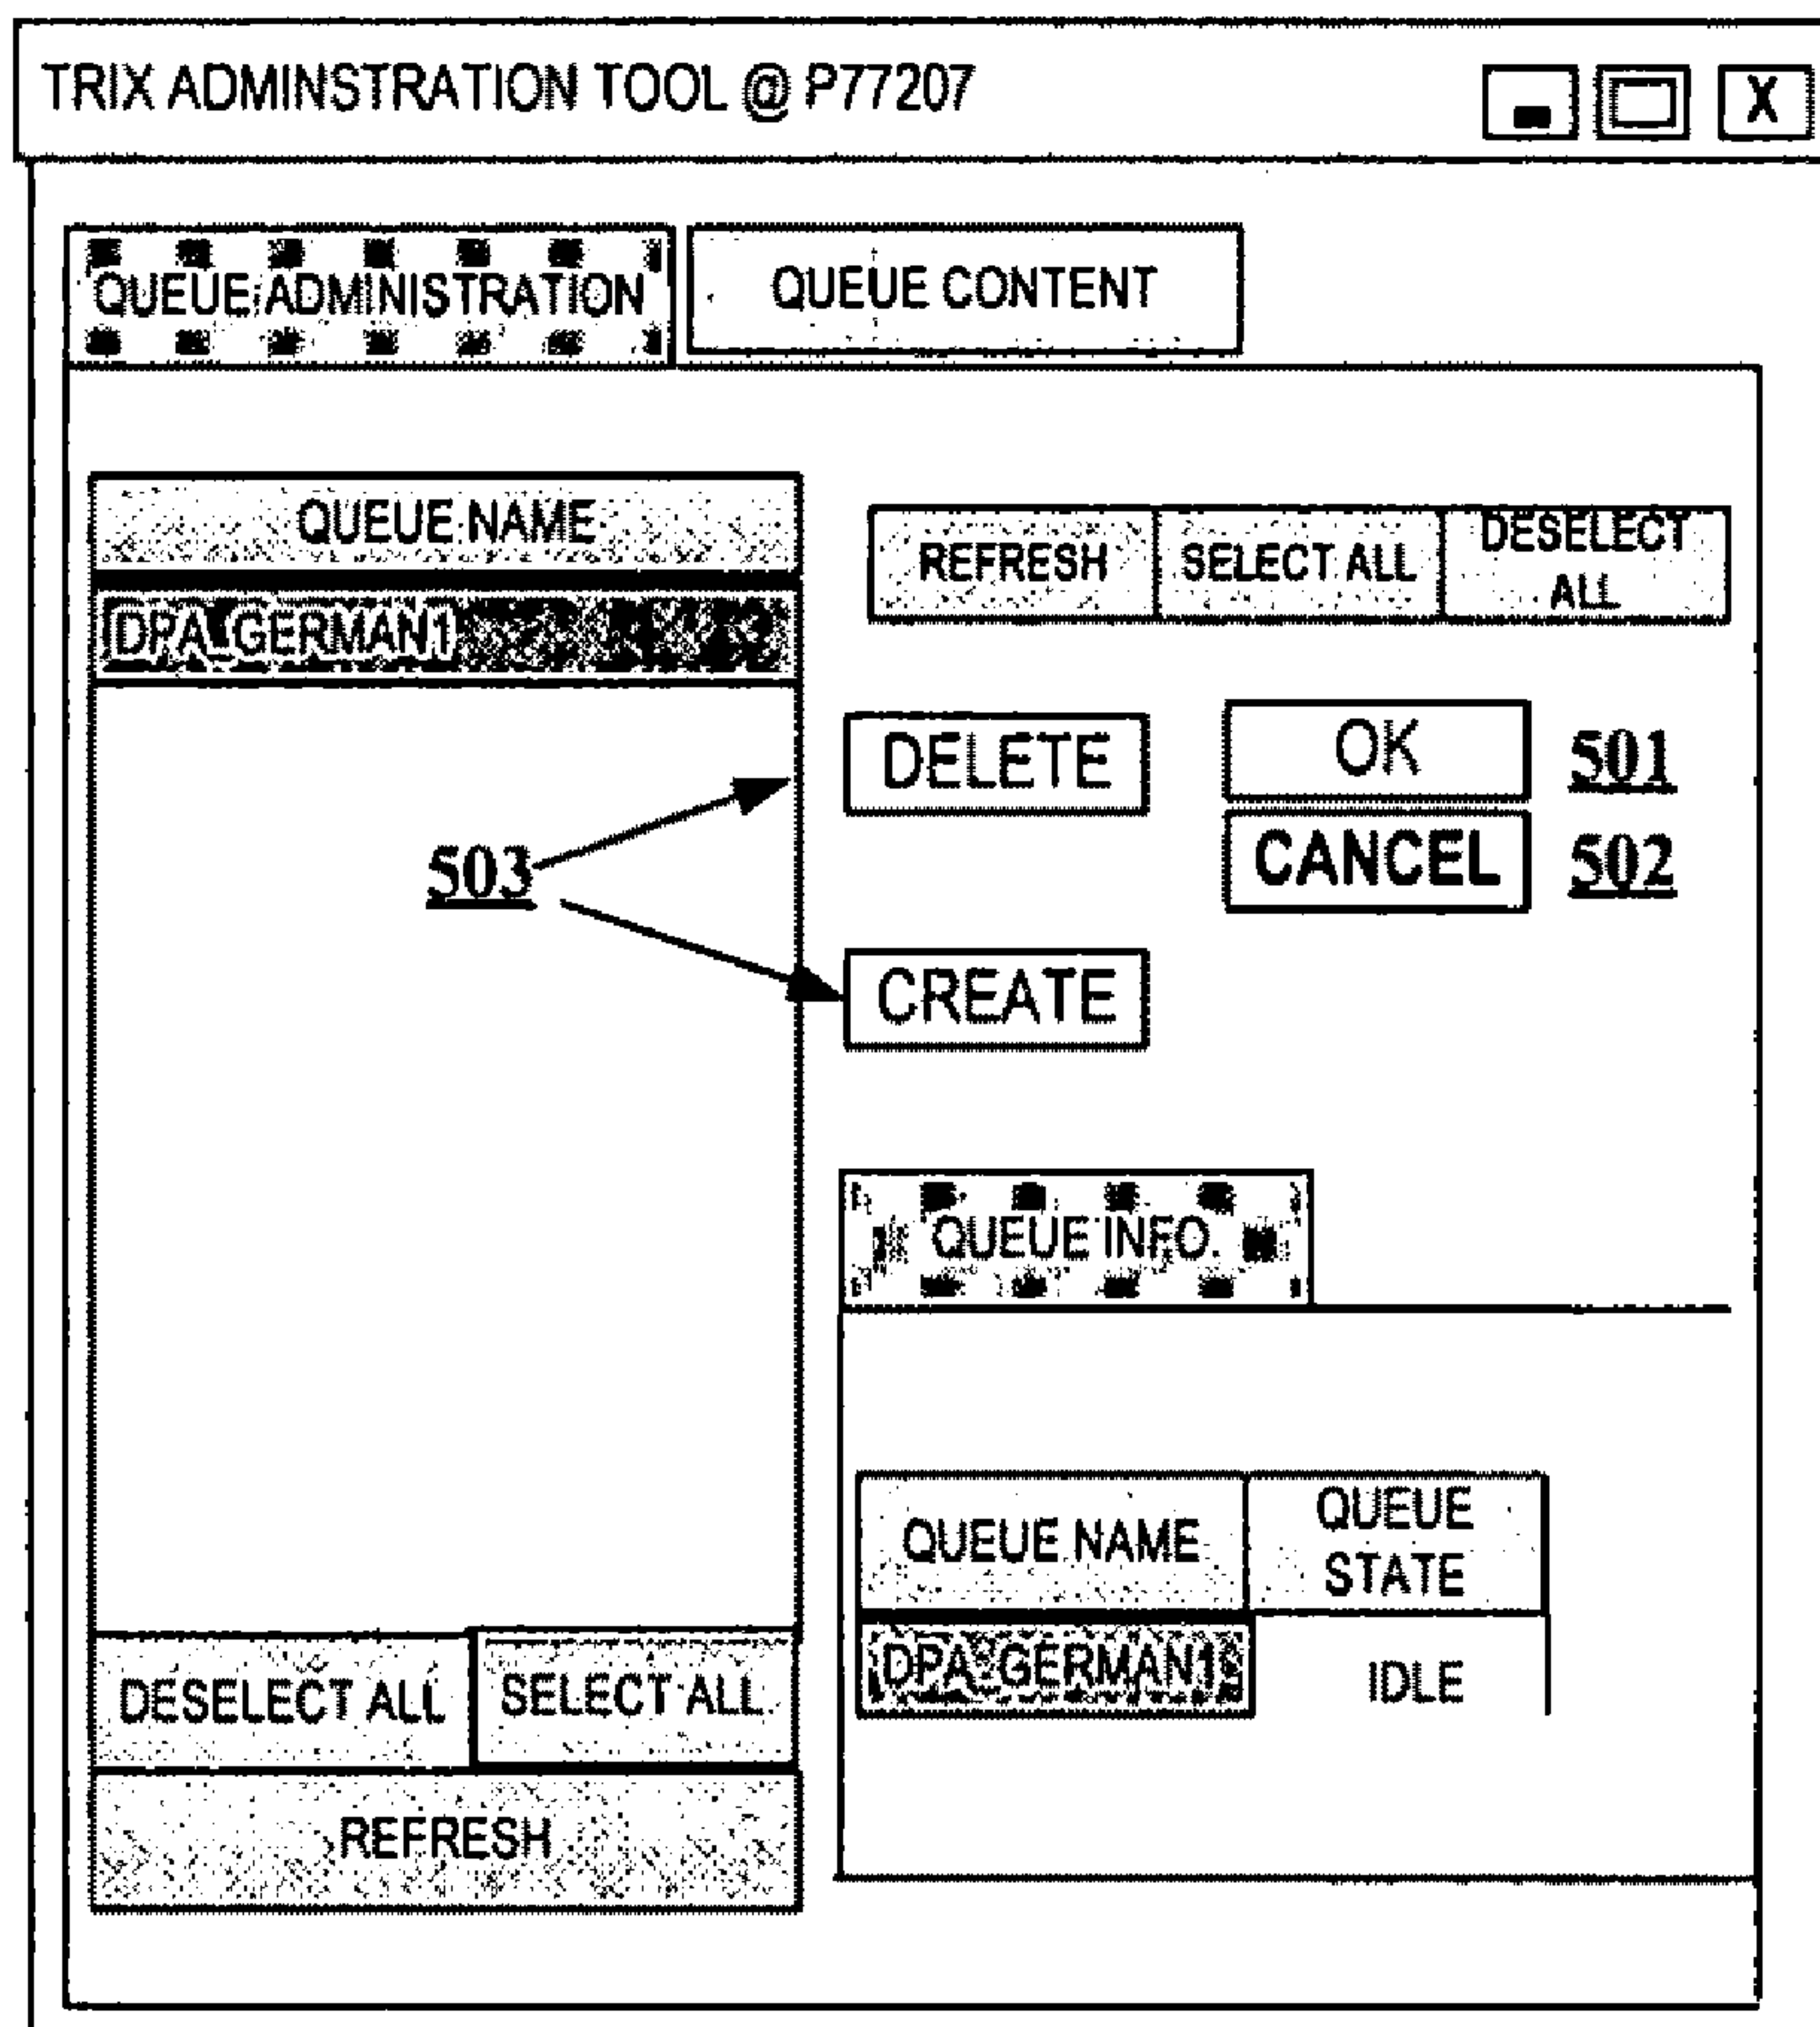 TRIX ADMINSTRATION TOOL @ P77207
X
QUEUE ADMINISTRATION
QUEUE CONTENT
QUEUE NAME
DPA_GERMAN1
REFRESH
SELECT ALL
DESELECT
ALL
DELETE
OK
501
CANCEL
502
503
CREATE
QUEUE INFO.
QUEUE NAME
QUEUE
STATE
DPA_GERMAN1
IDLE
DESELECT ALL
SELECT ALL
REFRESH